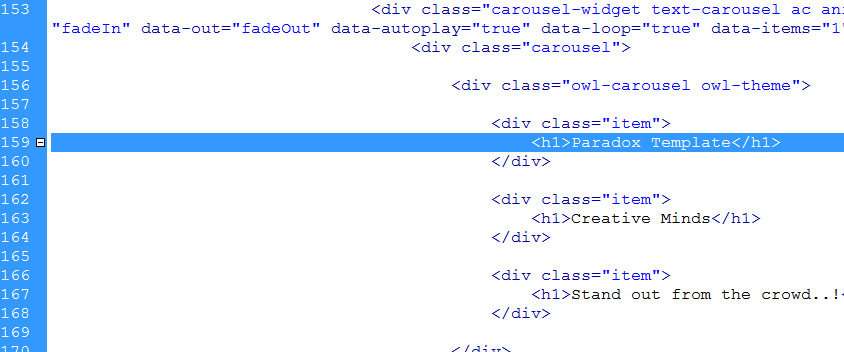 153 <div class="carousel-widget text-carousel ac ani
"fadeIn" data-out="fadeOut" data-autoplay="true" data-loop="true" data-items="1"
154 <div class="carousel">
155
156 <div class="owl-carousel owl-theme">
157
158 <div class="item">
159 <h1>Paradox Template</h1>
160 </div>
161
162 <div class="item">
163 <h1>Creative Minds</h1>
164 </div>
165
166 <div class="item">
167 <h1>Stand out from the crowd..!<
168 </div>
169
170 </div>